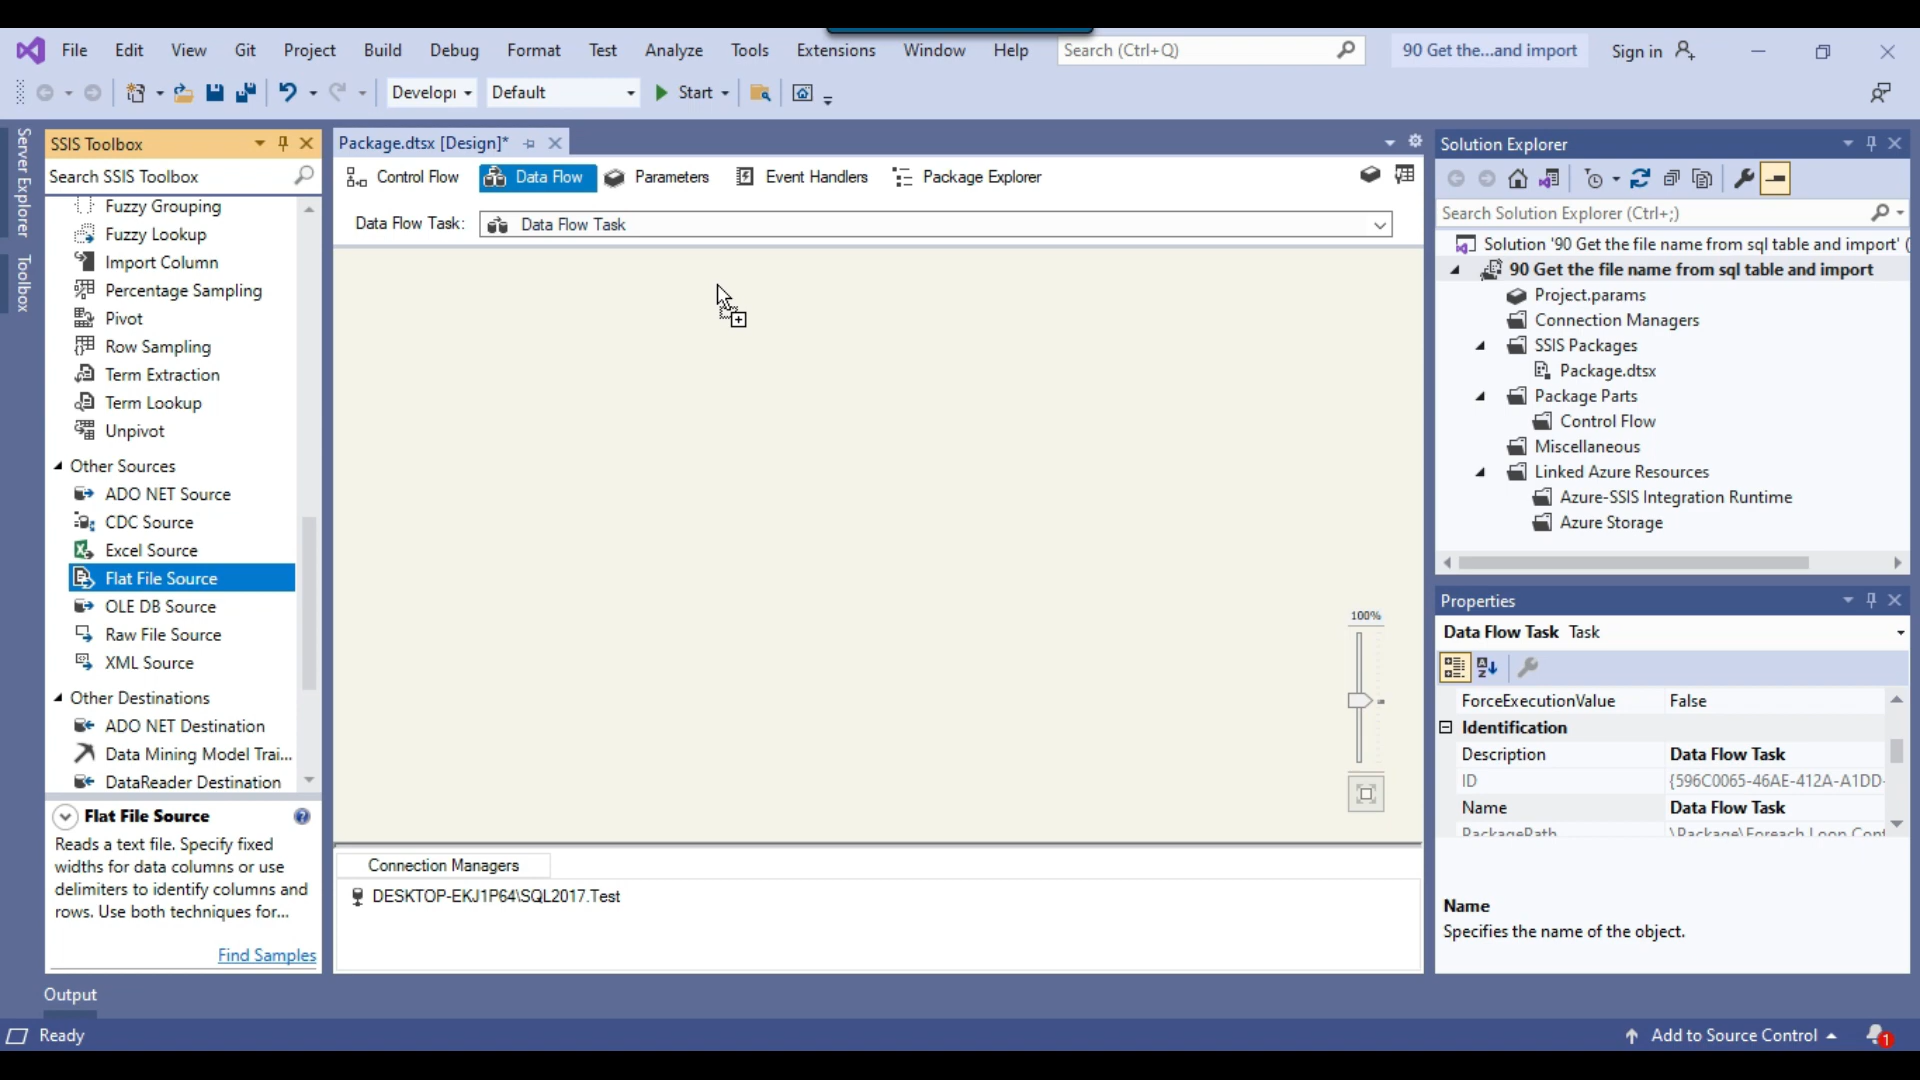 File Edit View Git Project Build Debug Format Test Analyze Tools Extensions Window Help Search (Ctrl+Q) 90 Get the...and import Sign in
Default Start
Server Explorer
Toolbox
SSIS Toolbox
Search SSIS Toolbox
Fuzzy Grouping
Fuzzy Lookup
Import Column
Percentage Sampling
Pivot
Row Sampling
Term Extraction
Term Lookup
Unpivot
Other Sources
ADO NET Source
CDC Source
Excel Source
Flat File Source
OLE DB Source
Raw File Source
XML Source
Other Destinations
ADO NET Destination
Data Mining Model Trai...
DataReader Destination
Flat File Source
Reads a text file. Specify fixed
widths for data columns or use
delimiters to identify columns and
rows. Use both techniques for...
Find Samples
Package.dtsx [Design]*
Control Flow Data Flow Parameters Event Handlers Package Explorer
Data Flow Task: Data Flow Task
100%
Connection Managers
DESKTOP-EKJ1P64\SQL2017.Test
Solution Explorer
Search Solution Explorer (Ctrl+;)
Solution '90 Get the file name from sql table and import' (
90 Get the file name from sql table and import
Project.params
Connection Managers
SSIS Packages
Package.dtsx
Package Parts
Control Flow
Miscellaneous
Linked Azure Resources
Azure-SSIS Integration Runtime
Azure Storage
Properties
Data Flow Task Task
ForceExecutionValue False
Identification
Description Data Flow Task
ID {596C0065-46AE-412A-A1DD-
Name Data Flow Task
PackagePath \Package\Foreach Loop Cont
Name
Specifies the name of the object.
Output
Ready
Add to Source Control
1